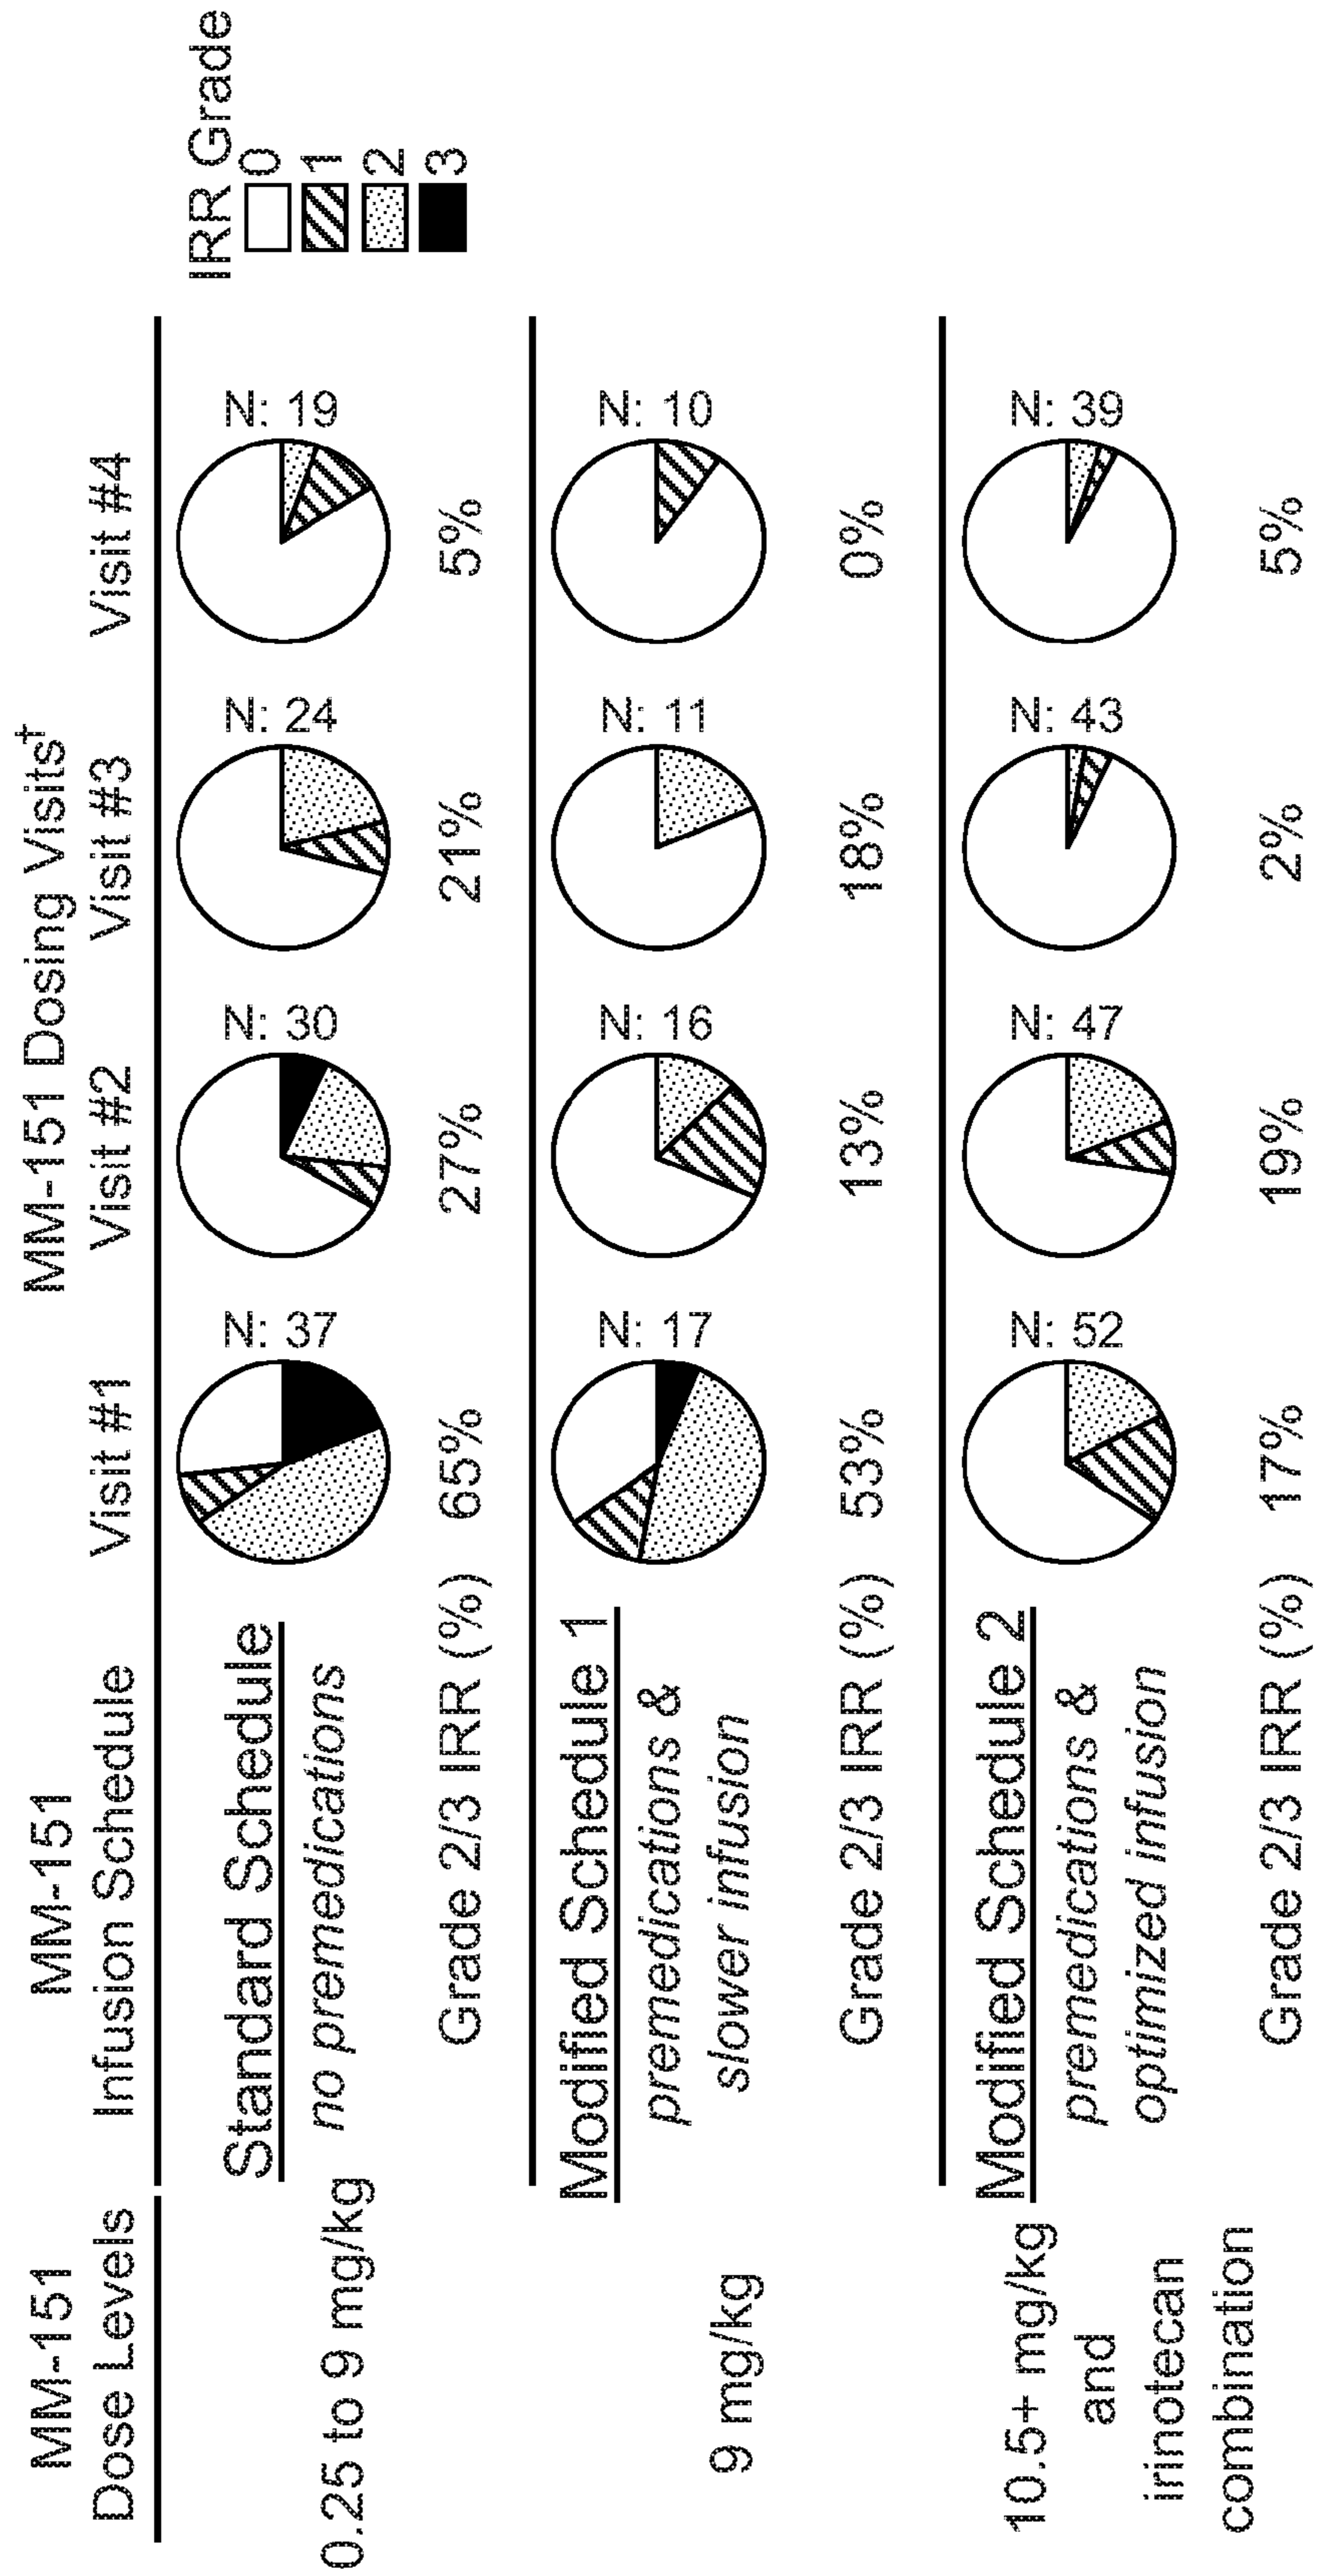 MM-151
Dose Levels
MM-151
Infusion Schedule
MM-151 Dosing Visits†
Visit #1
Visit #2
Visit #3
Visit #4
IRR Grade
0
1
2
3
0.25 to 9 mg/kg
Standard Schedule
no premedications
N: 37
N: 30
N: 24
N: 19
Grade 2/3 IRR (%)
65%
27%
21%
5%
9 mg/kg
Modified Schedule 1
premedications &
slower infusion
N: 17
N: 16
N: 11
N: 10
Grade 2/3 IRR (%)
53%
13%
18%
0%
10.5+ mg/kg
and
irinotecan
combination
Modified Schedule 2
premedications &
optimized infusion
N: 52
N: 47
N: 43
N: 39
Grade 2/3 IRR (%)
17%
19%
2%
5%